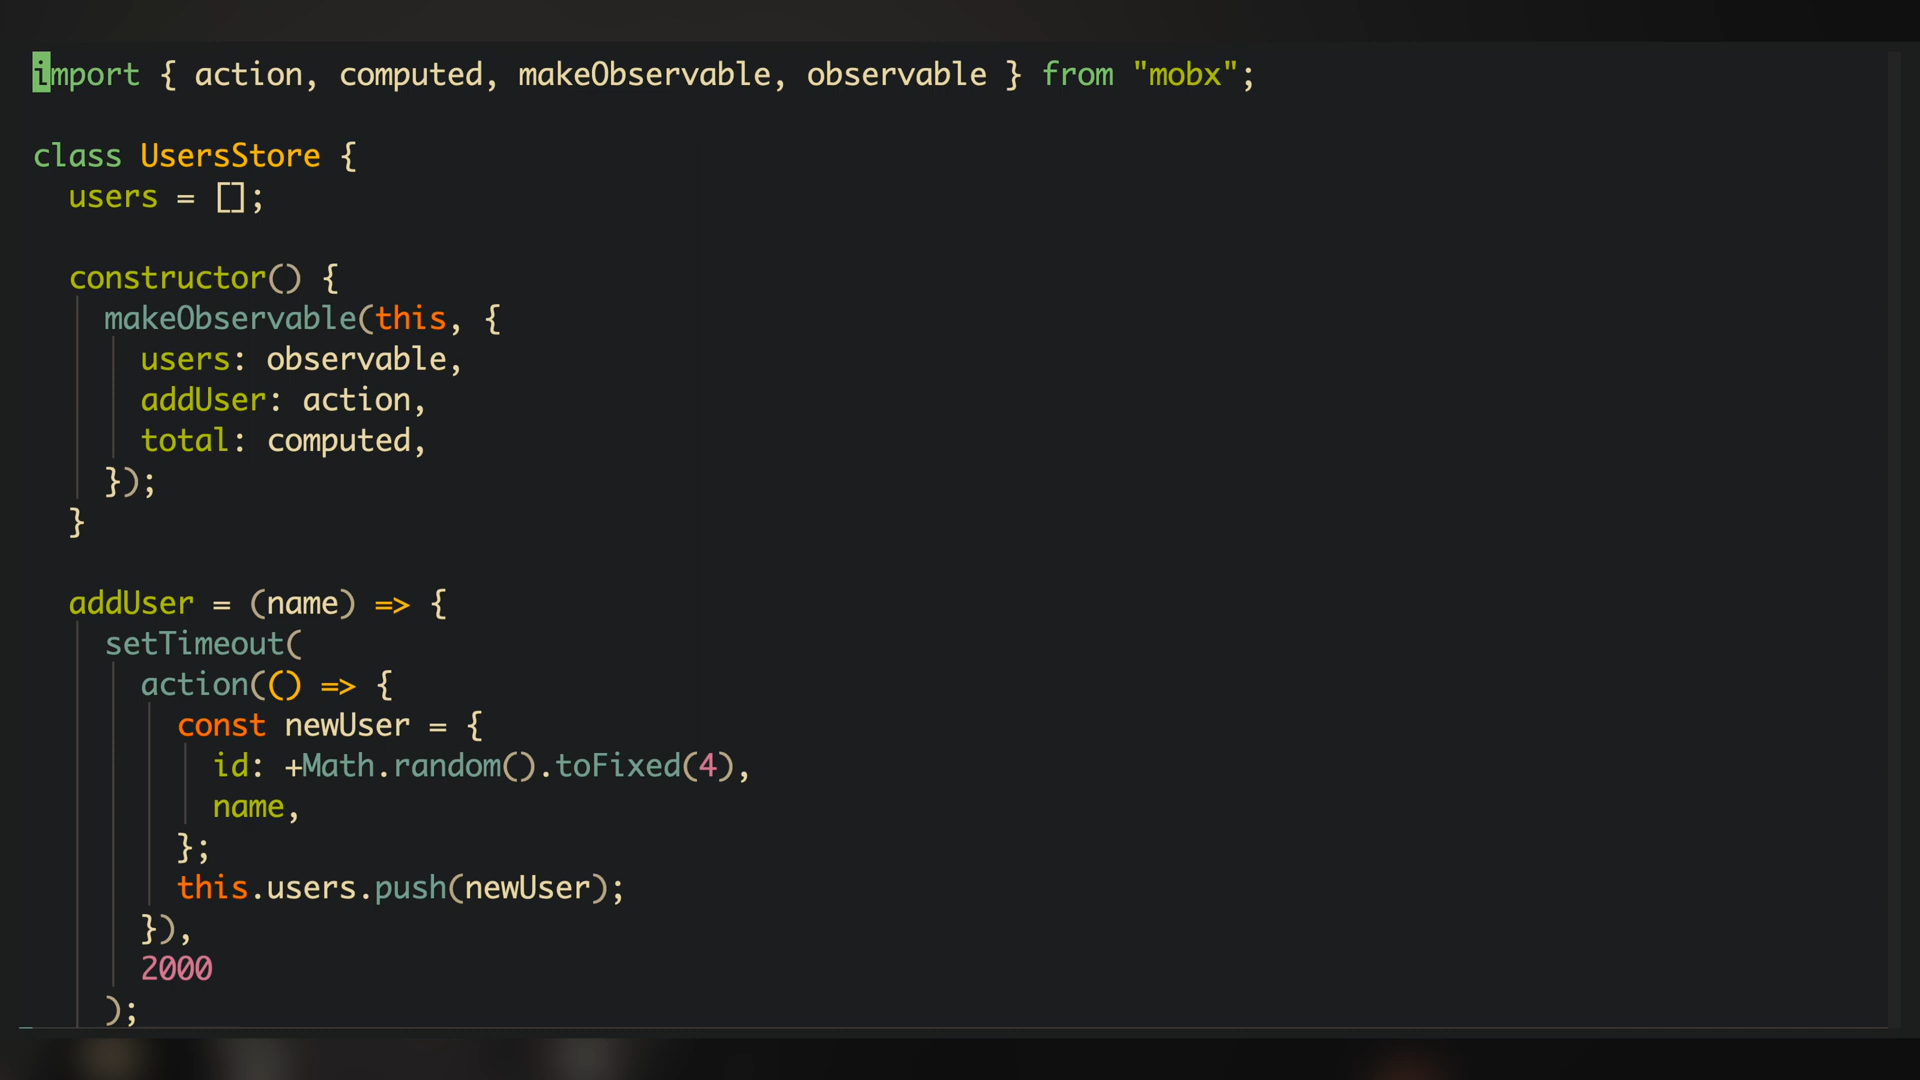 import { action, computed, makeObservable, observable } from "mobx";
class UsersStore {
users = [];
constructor() {
makeObservable(this, {
users: observable,
addUser: action,
total: computed,
});
}
addUser = (name) => {
setTimeout(
action(() => {
const newUser = {
id: +Math.random().toFixed(4),
name,
};
this.users.push(newUser);
}),
2000
);